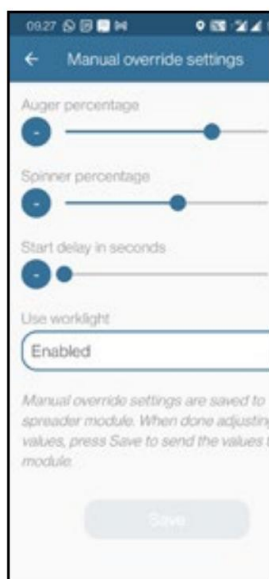 09.27
Manual override settings
Auger percentage
-
Spinner percentage
-
Start delay in seconds
-
Use worklight
Enabled
Manual override settings are saved to
spreader module. When done adjusting
values, press Save to send the values t
module.
Save